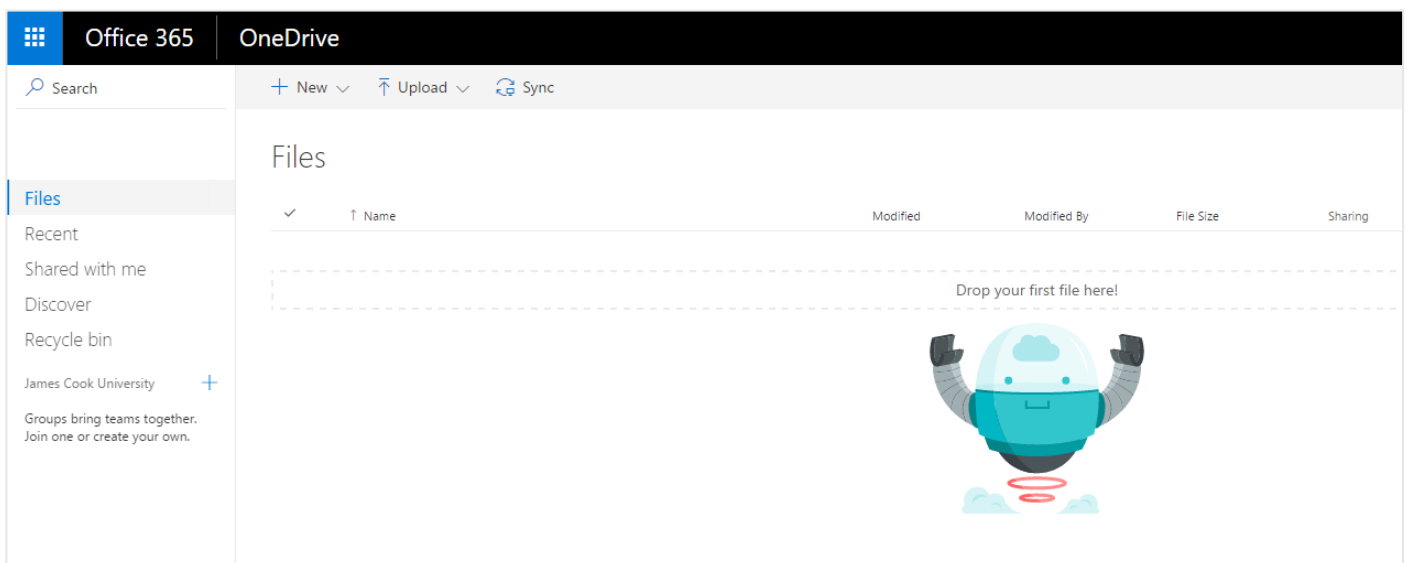 Office 365 OneDrive
Search
New Upload Sync
Files
Files
Name Modified Modified By File Size Sharing
Recent
Shared with me
Discover
Recycle bin
Drop your first file here!
James Cook University
Groups bring teams together.
Join one or create your own.